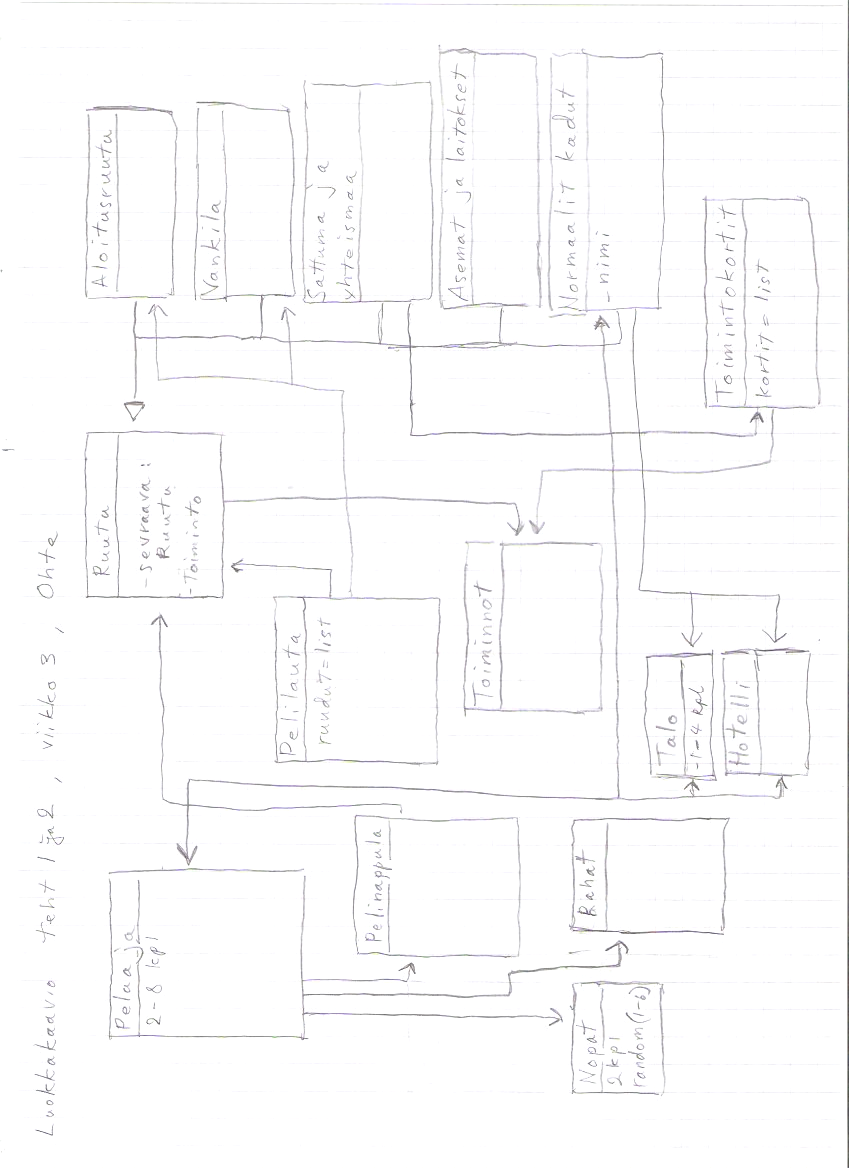 Luokkakaavio teht 1 ja 2, viikko 3, Ohte
Pelaaja
2-8 kpl
Ruutu
-Sevraava:
Ruutu
-Toiminto
Aloitusruutu
Vankila
Sattuma ja
yhteismaa
Asemat ja laitokset
Normaalit kadut
-nimi
Pelilauta
ruudut=list
Pelinappula
Toiminnot
Toimintokortit
kortit=list
Rahat
Talo
-1-4 kpl
Hotelli
Nopat
2 kpl
random(1-6)